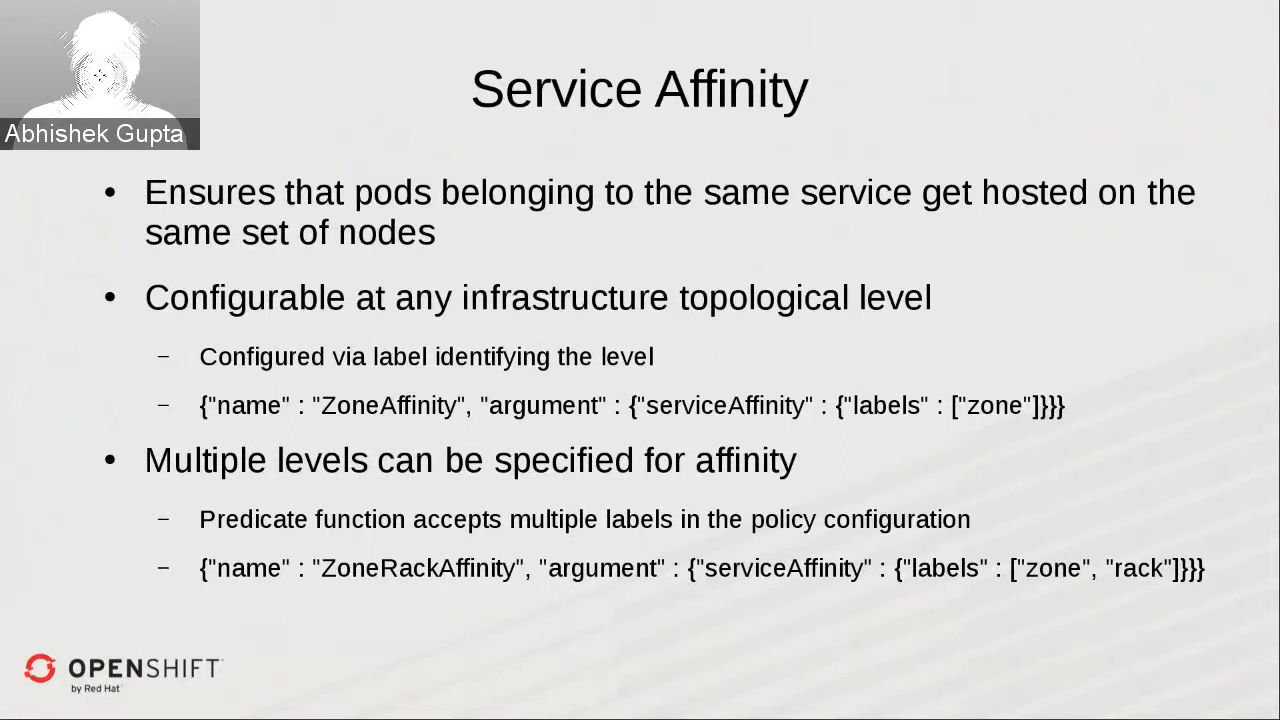 Abhishek Gupta
Service Affinity
• Ensures that pods belonging to the same service get hosted on the
same set of nodes
• Configurable at any infrastructure topological level
– Configured via label identifying the level
– {"name" : "ZoneAffinity", "argument" : {"serviceAffinity" : {"labels" : ["zone"]}}}
• Multiple levels can be specified for affinity
– Predicate function accepts multiple labels in the policy configuration
– {"name" : "ZoneRackAffinity", "argument" : {"serviceAffinity" : {"labels" : ["zone", "rack"]}}}
OPENSHIFT
by Red Hat